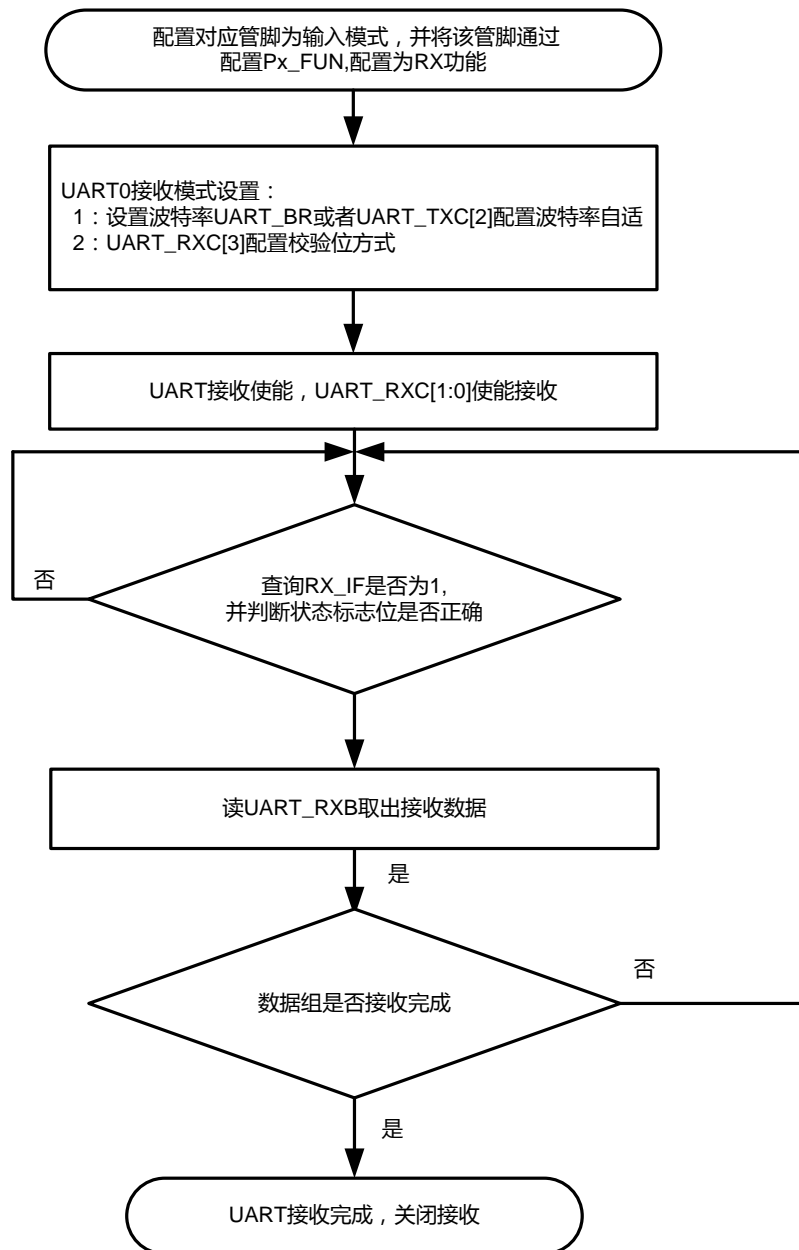 配置对应管脚为输入模式，并将该管脚通过
配置Px_FUN,配置为RX功能
UART0接收模式设置：
1：设置波特率UART_BR或者UART_TXC[2]配置波特率自适
2：UART_RXC[3]配置校验位方式
UART接收使能，UART_RXC[1:0]使能接收
否
查询RX_IF是否为1,
并判断状态标志位是否正确
读UART_RXB取出接收数据
是
否
数据组是否接收完成
是
UART接收完成，关闭接收